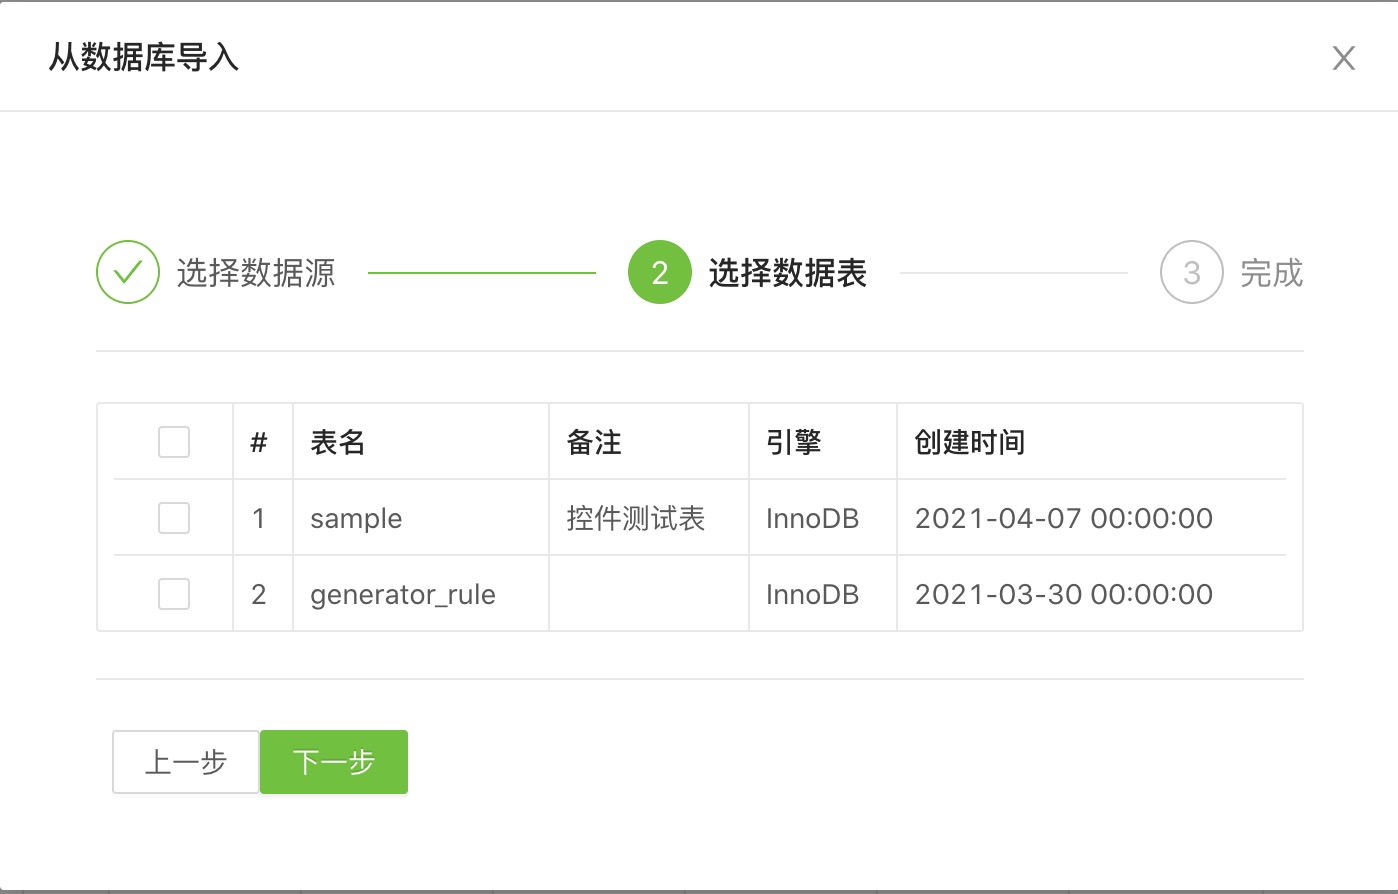 从数据库导入
选择数据源 2 选择数据表 3 完成
# 表名 备注 引擎 创建时间
1 sample 控件测试表 InnoDB 2021-04-07 00:00:00
2 generator_rule InnoDB 2021-03-30 00:00:00
上一步 下一步